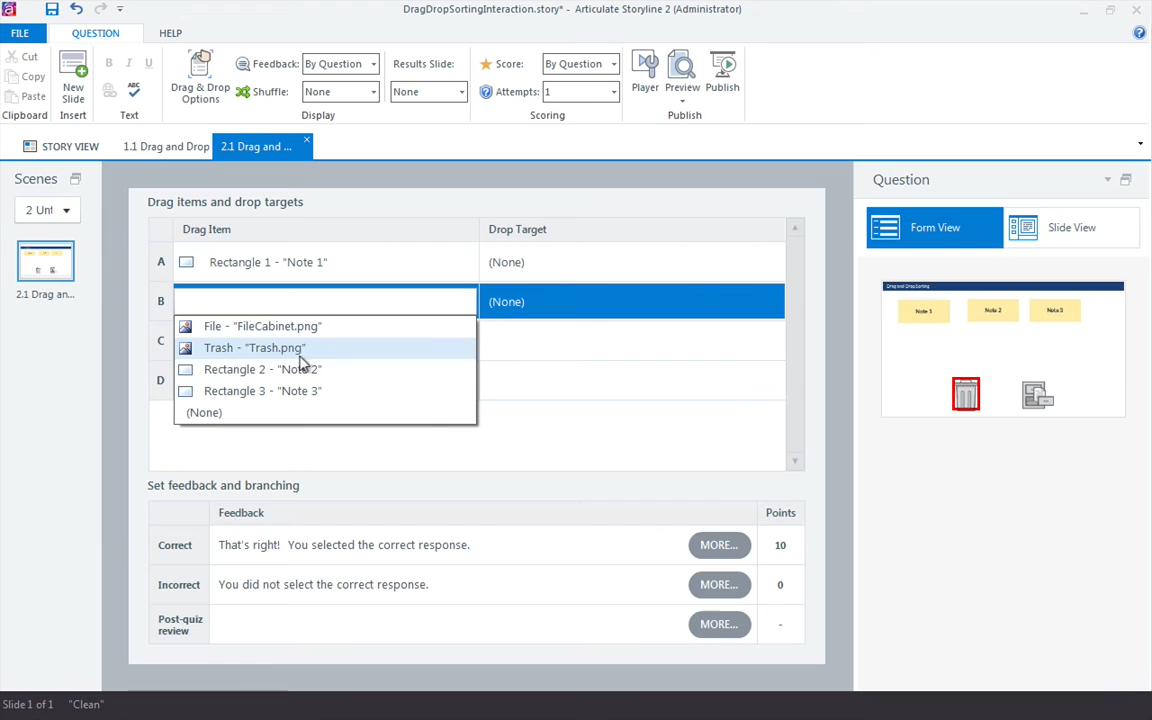 DragDropSortingInteraction.story* - Articulate Storyline 2 (Administrator)
FILE
QUESTION
HELP
Cut
Copy
Paste
Clipboard
New Slide
Insert
B I U
ABC
Text
Drag & Drop Options
Feedback: By Question
Shuffle: None
Results Slide:
None
Display
Score: By Question
Attempts: 1
Scoring
Player
Preview
Publish
Publish
STORY VIEW
1.1 Drag and Drop
2.1 Drag and ...
Scenes
2 Unt
2.1 Drag an...
Drag items and drop targets
Drag Item Drop Target
A Rectangle 1 - "Note 1" (None)
B (None)
File - "FileCabinet.png"
Trash - "Trash.png"
C
Rectangle 2 - "Note 2"
D
Rectangle 3 - "Note 3"
(None)
Set feedback and branching
Feedback Points
Correct That's right! You selected the correct response. MORE... 10
Incorrect You did not select the correct response. MORE... 0
Post-quiz review MORE... -
Question
Form View
Slide View
Drag and Drop Sorting
Note 1 Note 2 Note 3
Slide 1 of 1 "Clean"